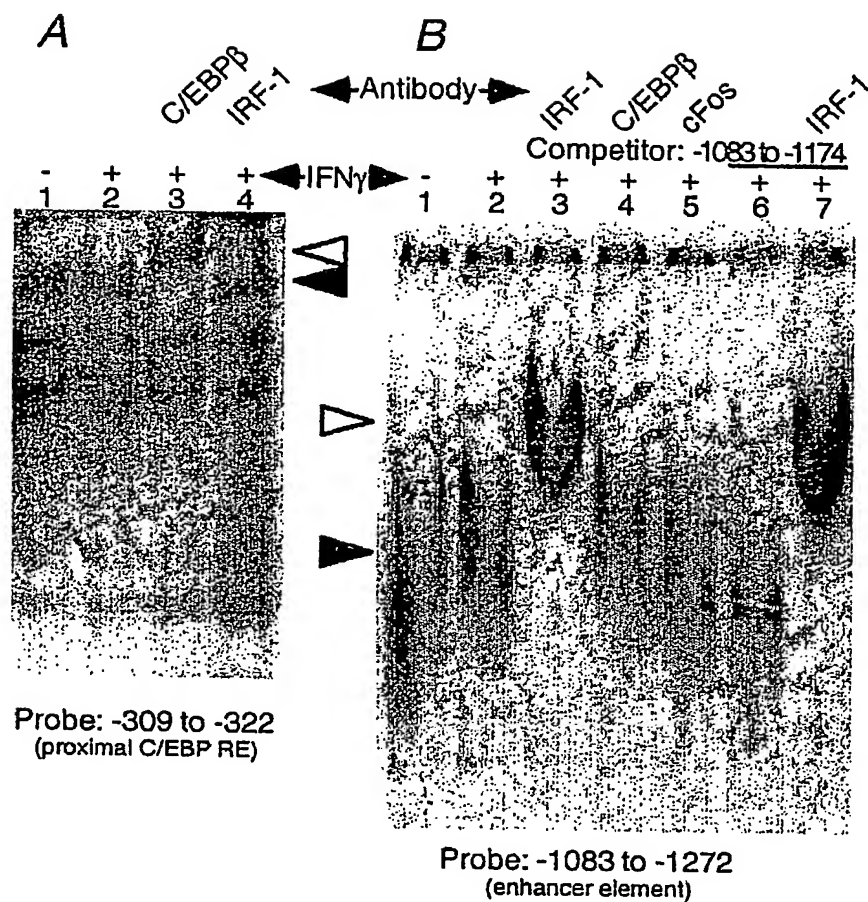 A
B
C/EBPβ
IRF-1
Antibody
IRF-1
C/EBPβ
cFos
IRF-1
Competitor: -1083 to -1174
- + + + IFNγ - + + + + + +
1 2 3 4 1 2 3 4 5 6 7
Probe: -309 to -322
(proximal C/EBP RE)
Probe: -1083 to -1272
(enhancer element)